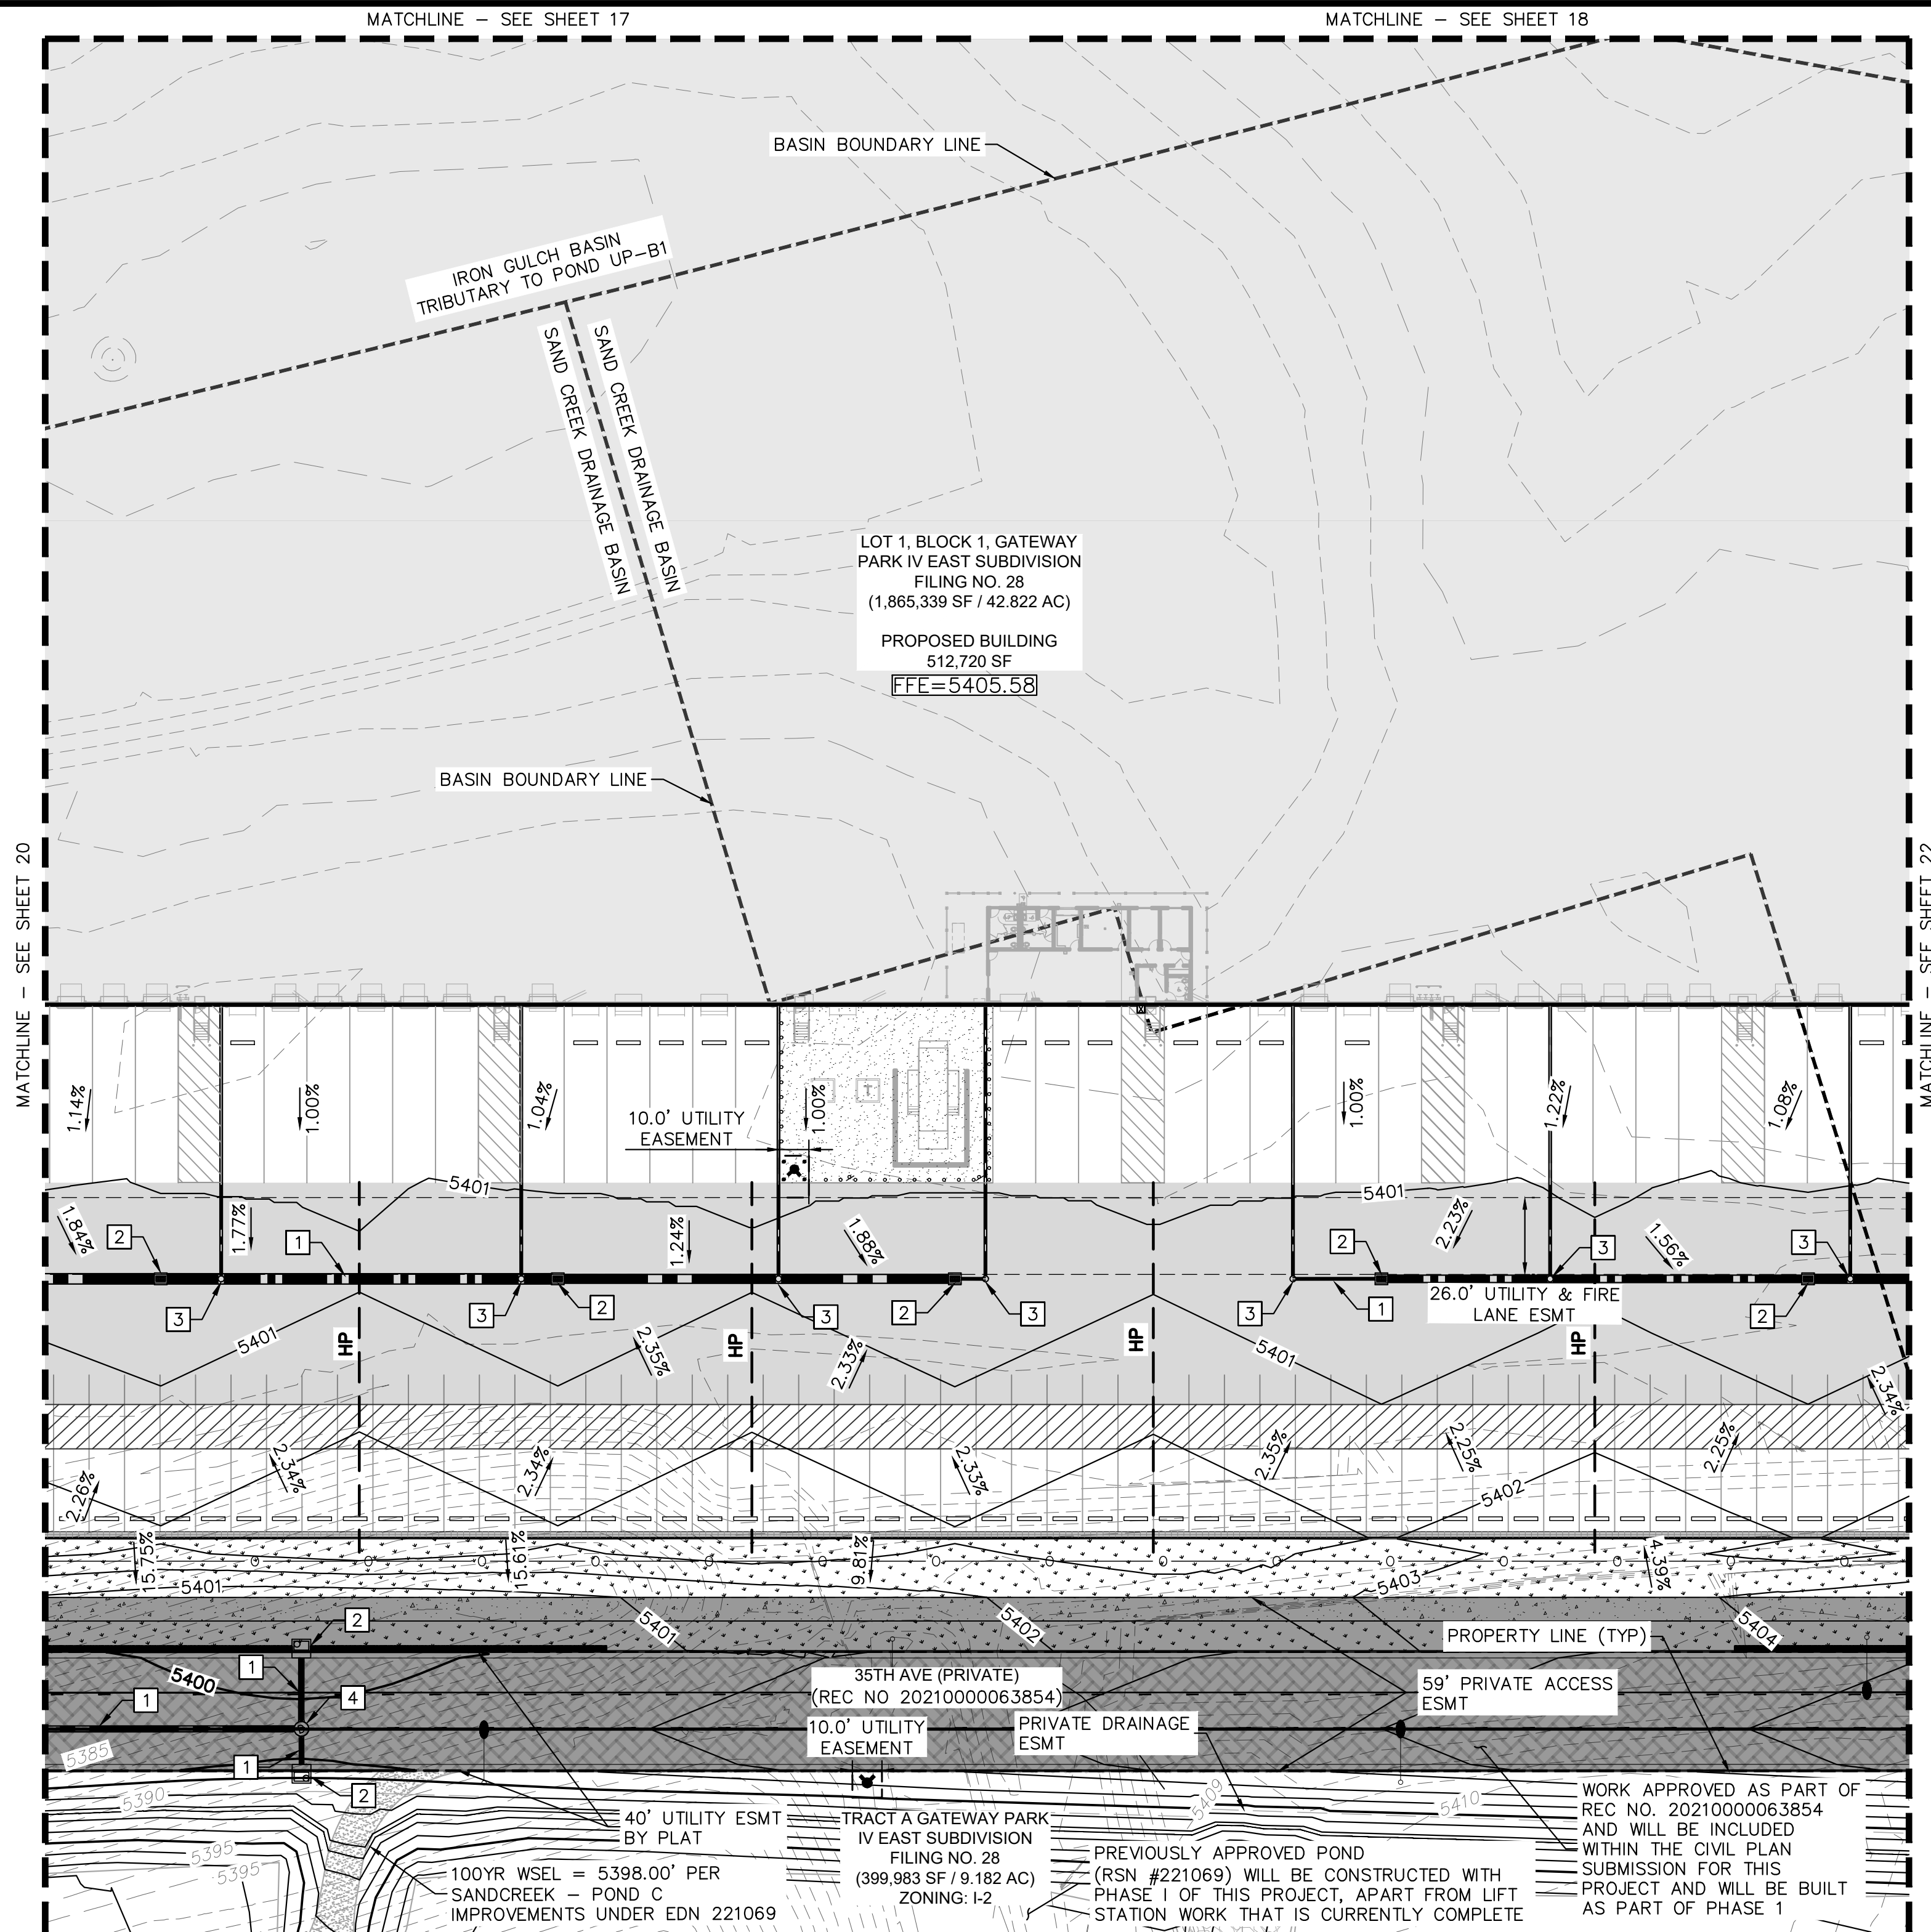 MATCHLINE – SEE SHEET 17
MATCHLINE – SEE SHEET 18
BASIN BOUNDARY LINE
IRON GULCH BASIN
TRIBUTARY TO POND UP–B1
SAND CREEK DRAINAGE BASIN
SAND CREEK DRAINAGE BASIN
LOT 1, BLOCK 1, GATEWAY
PARK IV EAST SUBDIVISION
FILING NO. 28
(1,865,339 SF / 42.822 AC)
PROPOSED BUILDING
512,720 SF
FFE=5405.58
BASIN BOUNDARY LINE
MATCHLINE – SEE SHEET 20
MATCHLINE – SEE SHEET 22
1.14%
1.00%
1.04%
10.0' UTILITY
EASEMENT
1.00%
1.00%
1.22%
1.08%
5401
5401
1.84%
2
1.77%
1
1.24%
1.88%
2
2.23%
3
1.56%
3
3
3
2
3
2
3
3
1
26.0' UTILITY & FIRE
LANE ESMT
2
5401
HP
2.35%
HP
2.33%
HP
5401
HP
2.34%
2.26%
2.34%
2.34%
2.33%
2.35%
2.25%
5402
2.25%
15.75%
15.61%
9.81%
4.39%
5401
5403
2
5401
5402
PROPERTY LINE (TYP)
5404
1
5400
4
1
35TH AVE (PRIVATE)
(REC NO 20210000063854)
59' PRIVATE ACCESS
ESMT
10.0' UTILITY
EASEMENT
PRIVATE DRAINAGE
ESMT
5385
1
2
5390
5409
5410
40' UTILITY ESMT
BY PLAT
TRACT A GATEWAY PARK
IV EAST SUBDIVISION
FILING NO. 28
(399,983 SF / 9.182 AC)
ZONING: I-2
WORK APPROVED AS PART OF
REC NO. 20210000063854
AND WILL BE INCLUDED
WITHIN THE CIVIL PLAN
SUBMISSION FOR THIS
PROJECT AND WILL BE BUILT
AS PART OF PHASE 1
5395
5395
100YR WSEL = 5398.00' PER
SANDCREEK – POND C
IMPROVEMENTS UNDER EDN 221069
PREVIOUSLY APPROVED POND
(RSN #221069) WILL BE CONSTRUCTED WITH
PHASE I OF THIS PROJECT, APART FROM LIFT
STATION WORK THAT IS CURRENTLY COMPLETE